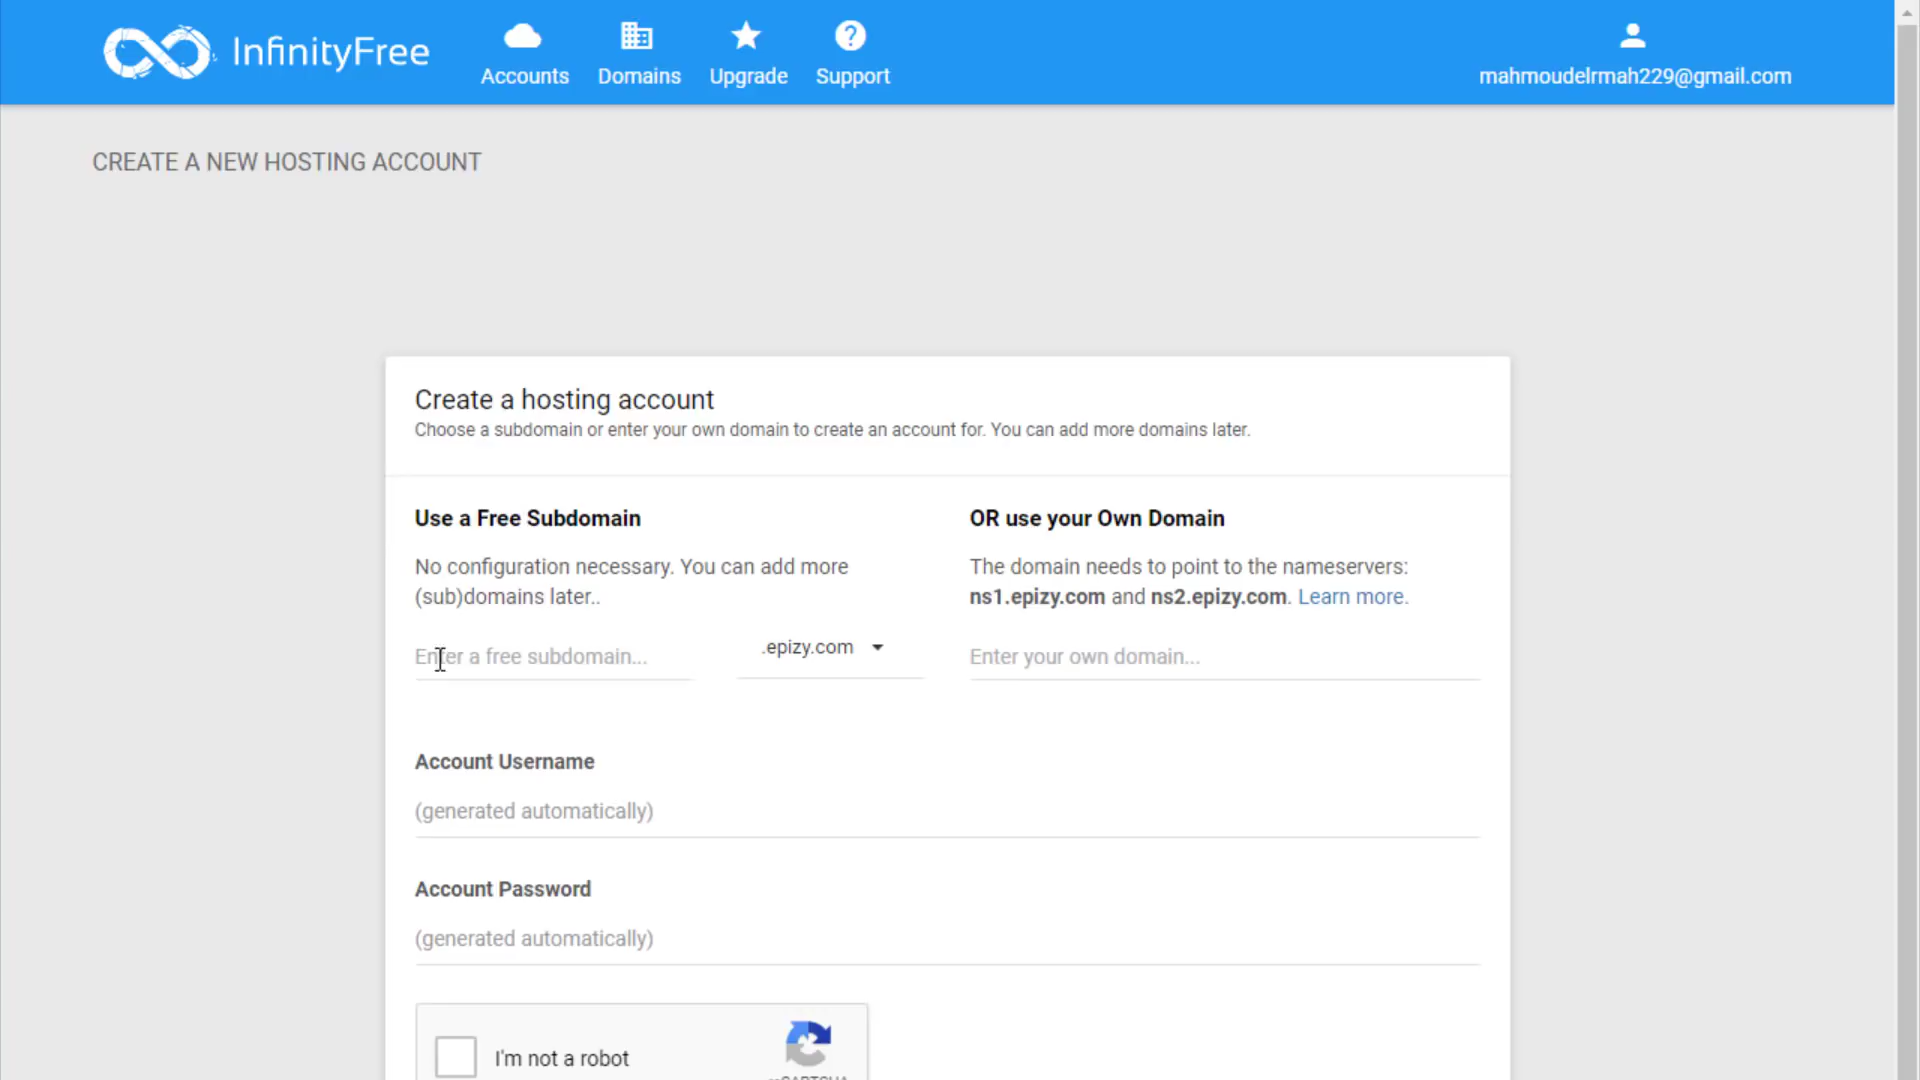 InfinityFree
Accounts
Domains
Upgrade
Support
mahmoudelrmah229@gmail.com
CREATE A NEW HOSTING ACCOUNT
Create a hosting account
Choose a subdomain or enter your own domain to create an account for. You can add more domains later.
Use a Free Subdomain
No configuration necessary. You can add more
(sub)domains later..
Enter a free subdomain...
.epizy.com
OR use your Own Domain
The domain needs to point to the nameservers:
ns1.epizy.com and ns2.epizy.com. Learn more.
Enter your own domain...
Account Username
(generated automatically)
Account Password
(generated automatically)
I'm not a robot